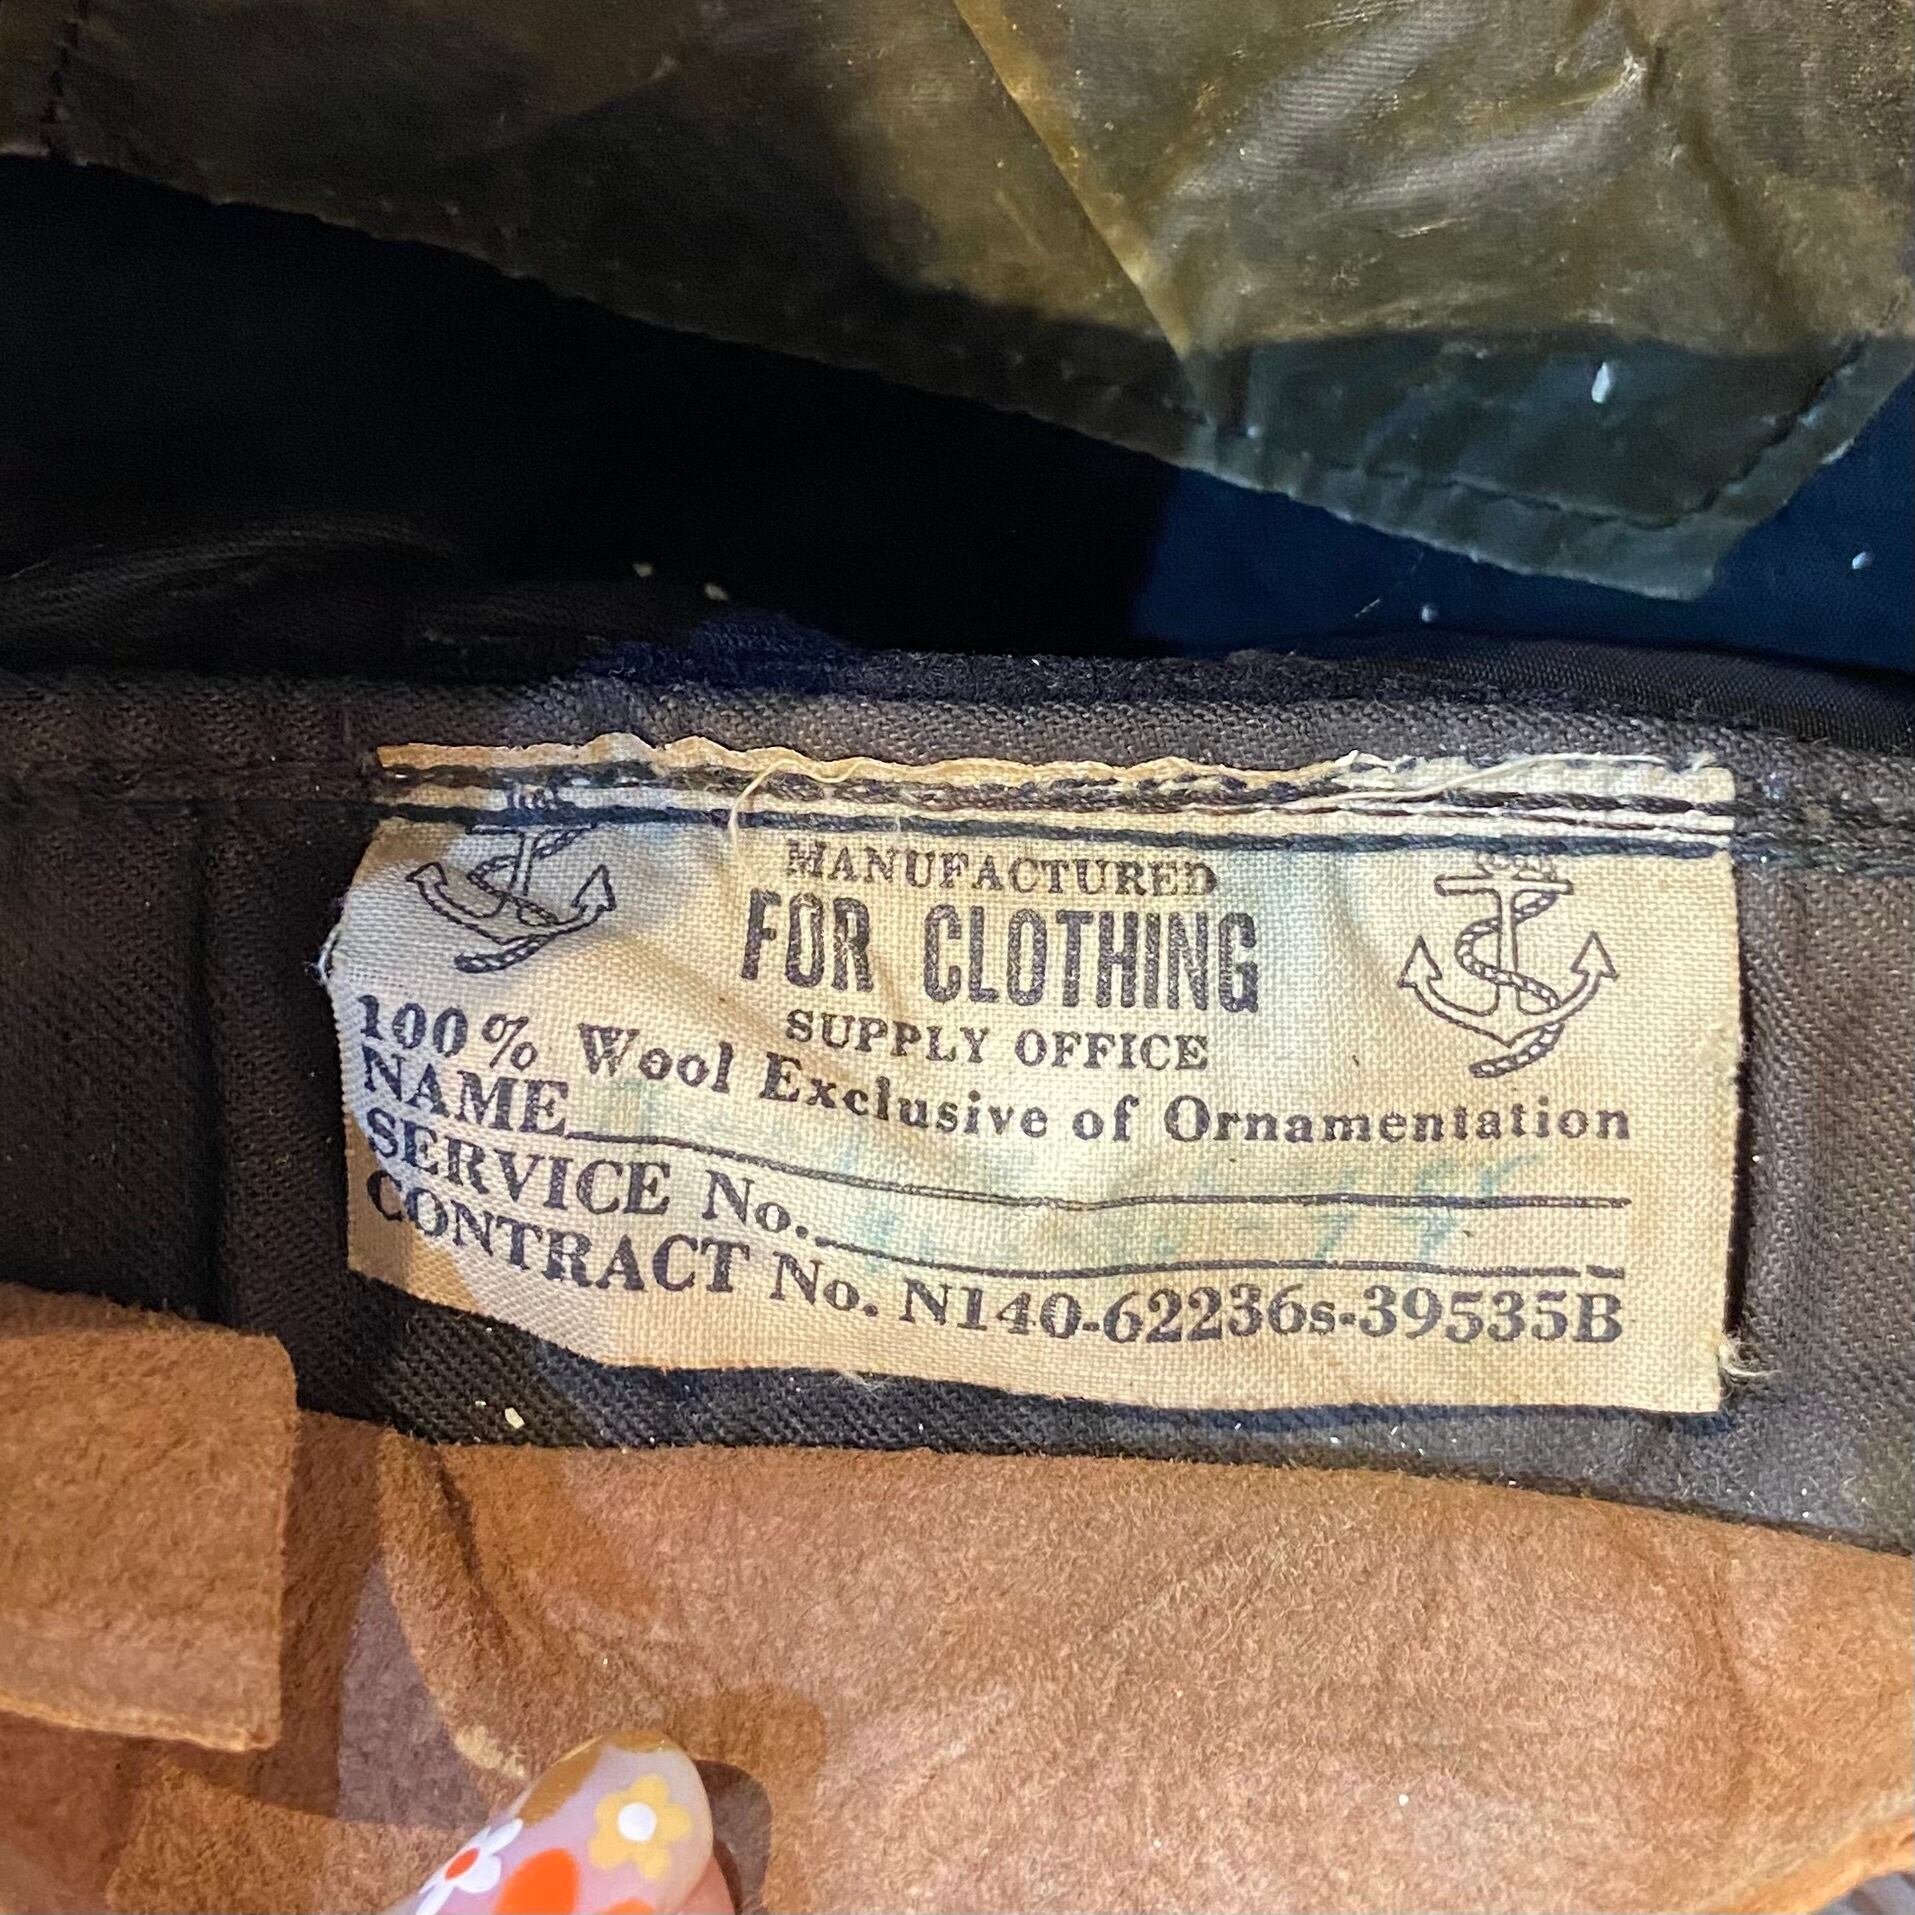 MANUFACTURED
FOR CLOTHING
SUPPLY OFFICE
100% Wool Exclusive of Ornamentation
NAME
SERVICE No.
CONTRACT No. N140-62236s-39535B